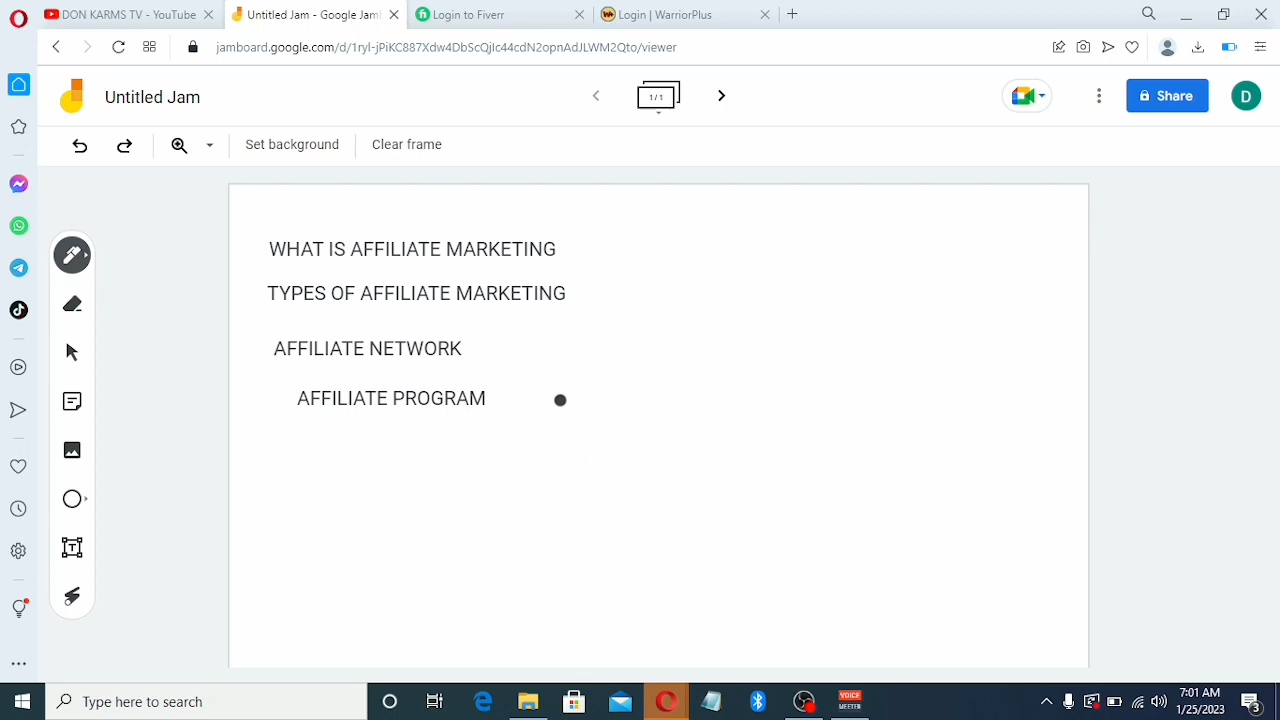 DON KARMS TV - YouTube
Untitled Jam - Google Jam
Login to Fiverr
Login | WarriorPlus
jamboard.google.com/d/1ryl-jPiKC887Xdw4DbScQjlc44cdN2opnAdJLWM2Qto/viewer
Untitled Jam
1 / 1
Share
D
Set background
Clear frame
WHAT IS AFFILIATE MARKETING
TYPES OF AFFILIATE MARKETING
AFFILIATE NETWORK
AFFILIATE PROGRAM
Type here to search
VOICE
MEETER
7:01 AM
1/25/2023
3